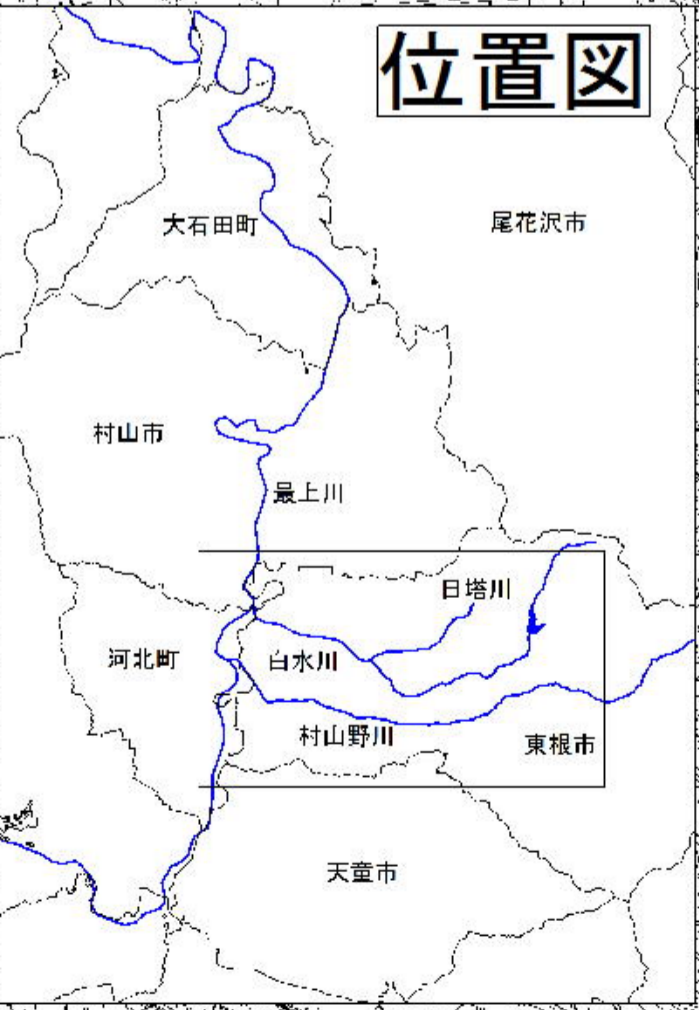 位置図
大石田町
尾花沢市
村山市
最上川
日塔川
河北町
白水川
村山野川
東根市
天童市